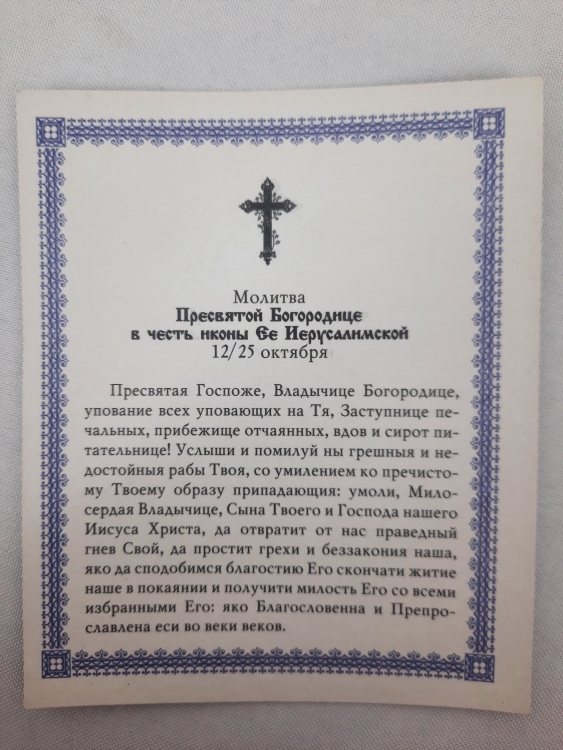 Молитва
Пресвятой Богородице
в честь иконы Ее Иерусалимской
12/25 октября
Пресвятая Госпоже, Владычице Богородице,
упование всех уповающих на Тя, Заступнице пе-
чальных, прибежище отчаянных, вдов и сирот пи-
тательнице! Услыши и помилуй ны грешныя и не-
достойныя рабы Твоя, со умилением ко пречисто-
му Твоему образу припадающия: умоли, Мило-
сердая Владычице, Сына Твоего и Господа нашего
Иисуса Христа, да отвратит от нас праведный
гнев Свой, да простит грехи и беззакония наша,
яко да сподобимся благостию Его скончати житие
наше в покаянии и получити милость Его со всеми
избранными Его: яко Благословенна и Препро-
славлена еси во веки веков.